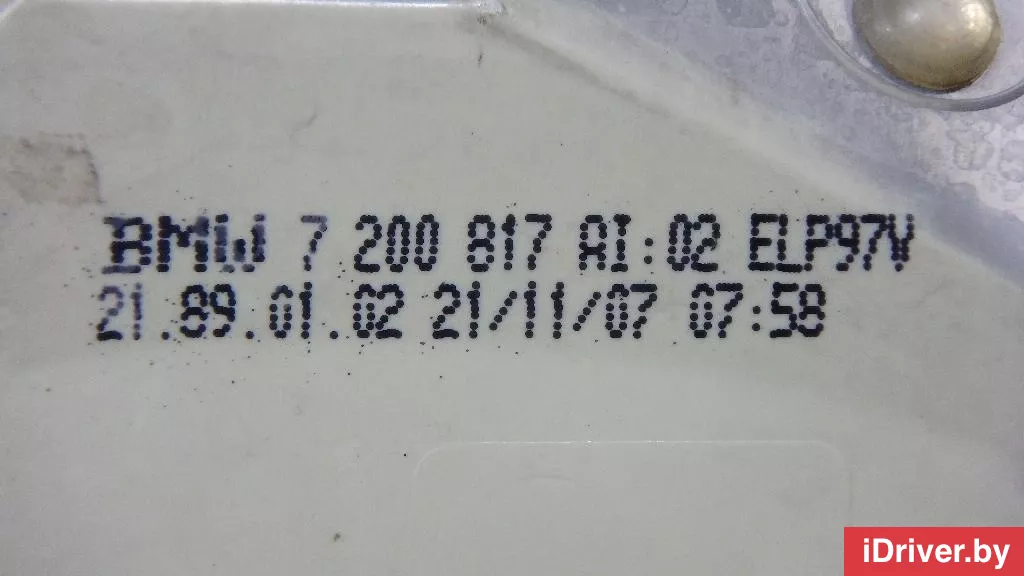 BMW 7 200 817 AI:02 ELP97V
21.89.01.02 21/11/07 07:58
iDriver.by